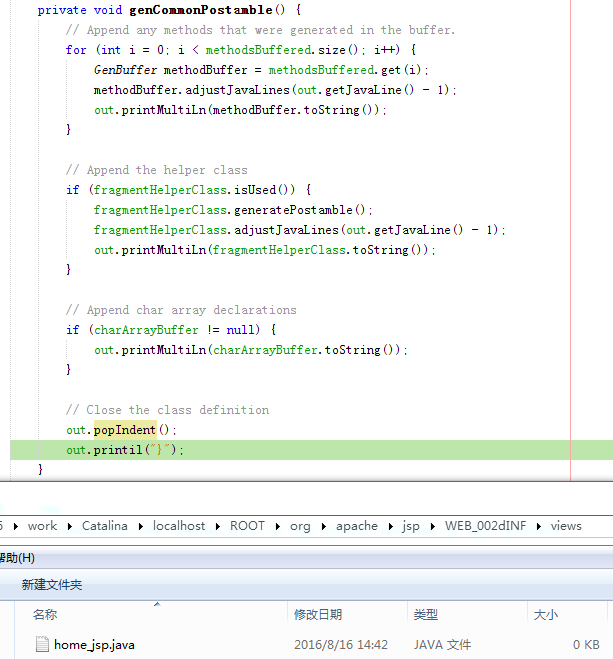 private void genCommonPostamble() {
// Append any methods that were generated in the buffer.
for (int i = 0; i < methodsBuffered.size(); i++) {
GenBuffer methodBuffer = methodsBuffered.get(i);
methodBuffer.adjustJavaLines(out.getJavaLine() - 1);
out.printMultiLn(methodBuffer.toString());
}
// Append the helper class
if (fragmentHelperClass.isUsed()) {
fragmentHelperClass.generatePostamble();
fragmentHelperClass.adjustJavaLines(out.getJavaLine() - 1);
out.printMultiLn(fragmentHelperClass.toString());
}
// Append char array declarations
if (charArrayBuffer != null) {
out.printMultiLn(charArrayBuffer.toString());
}
// Close the class definition
out.popIndent();
out.printil("}");
}
work Catalina localhost ROOT org apache jsp WEB_002dINF views
帮助(H)
新建文件夹
名称 修改日期 类型 大小
home_jsp.java 2016/8/16 14:42 JAVA 文件 0 KB